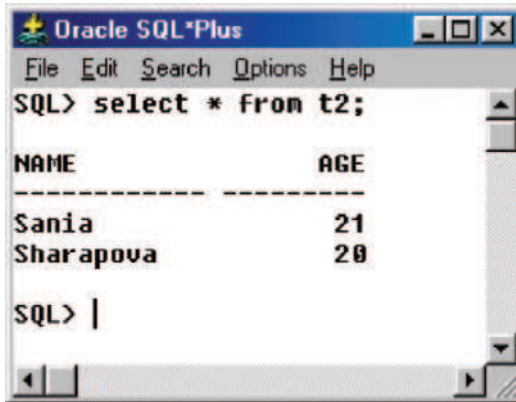 Oracle SQL*Plus
File Edit Search Options Help
SQL> select * from t2;
NAME AGE
------------- ---------
Sania 21
Sharapova 20
SQL>